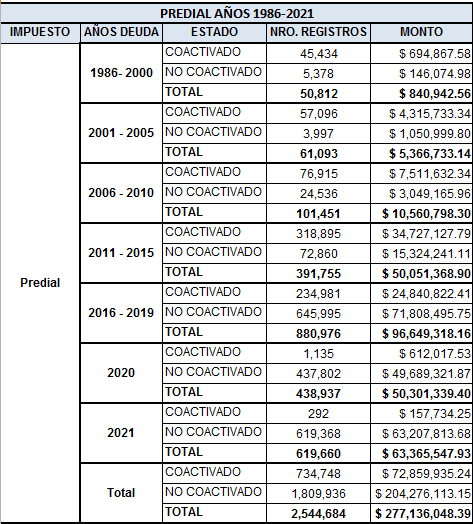 PREDIAL AÑOS 1986-2021
IMPUESTO AÑOS DEUDA ESTADO NRO. REGISTROS MONTO
Predial
1986- 2000
COACTIVADO 45,434 $ 694,867.58
NO COACTIVADO 5,378 $ 146,074.98
TOTAL 50,812 $ 840,942.56
2001 - 2005
COACTIVADO 57,096 $ 4,315,733.34
NO COACTIVADO 3,997 $ 1,050,999.80
TOTAL 61,093 $ 5,366,733.14
2006 - 2010
COACTIVADO 76,915 $ 7,511,632.34
NO COACTIVADO 24,536 $ 3,049,165.96
TOTAL 101,451 $ 10,560,798.30
2011 - 2015
COACTIVADO 318,895 $ 34,727,127.79
NO COACTIVADO 72,860 $ 15,324,241.11
TOTAL 391,755 $ 50,051,368.90
2016 - 2019
COACTIVADO 234,981 $ 24,840,822.41
NO COACTIVADO 645,995 $ 71,808,495.75
TOTAL 880,976 $ 96,649,318.16
2020
COACTIVADO 1,135 $ 612,017.53
NO COACTIVADO 437,802 $ 49,689,321.87
TOTAL 438,937 $ 50,301,339.40
2021
COACTIVADO 292 $ 157,734.25
NO COACTIVADO 619,368 $ 63,207,813.68
TOTAL 619,660 $ 63,365,547.93
Total
COACTIVADO 734,748 $ 72,859,935.24
NO COACTIVADO 1,809,936 $ 204,276,113.15
TOTAL 2,544,684 $ 277,136,048.39